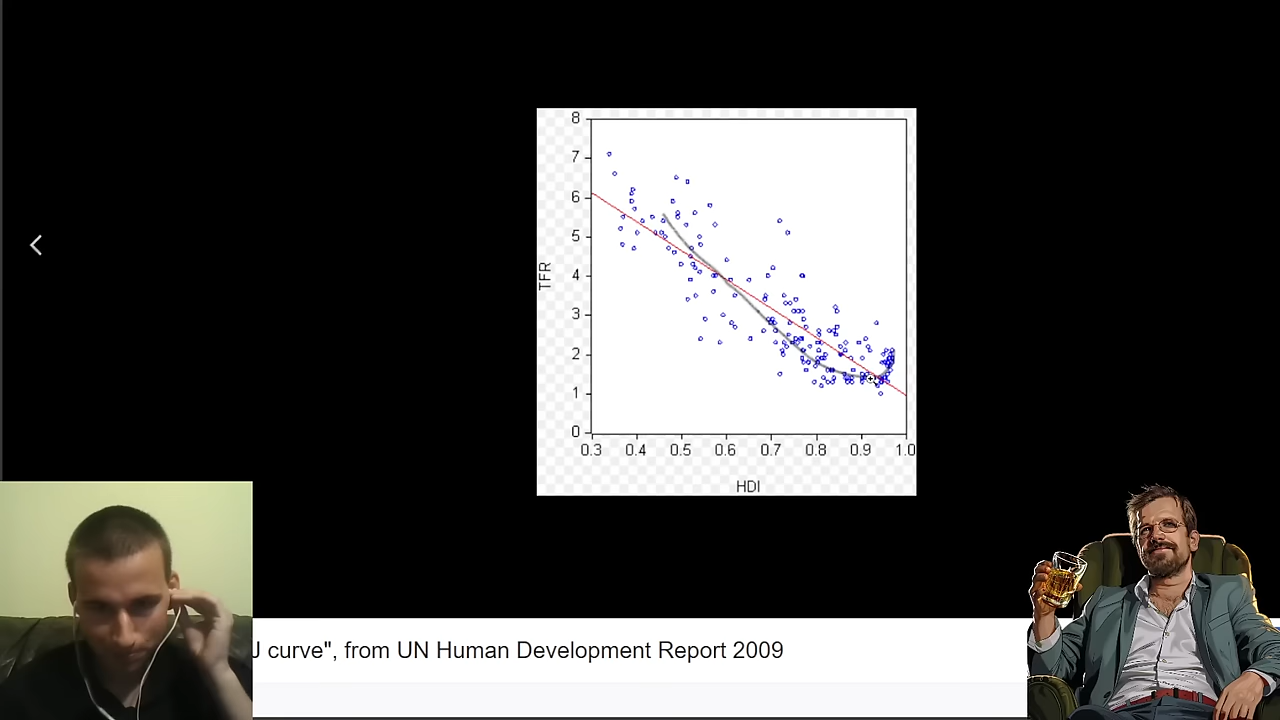 8
7
6
5
4
3
2
1
0
TFR
0.3 0.4 0.5 0.6 0.7 0.8 0.9 1.0
HDI
J curve", from UN Human Development Report 2009